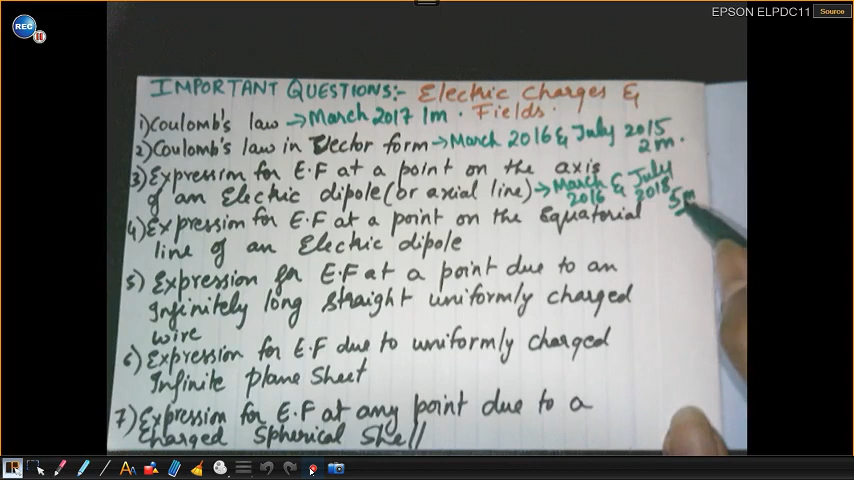 EPSON ELPDC11 Source
REC
IMPORTANT QUESTIONS:- Electric Charges &
Fields.
1) Coulomb's law → March 2017 1m.
2) Coulomb's law in Vector form → March 2016 & July 2015
2m.
3) Expression for E.F at a point on the axis
of an Electric dipole (or axial line) → March & July
2016 2018 5m
4) Expression for E.F at a point on the Equatorial
line of an Electric dipole
5) Expression for E.F at a point due to an
Infinitely long straight uniformly charged
wire
6) Expression for E.F due to uniformly charged
Infinite plane Sheet
7) Expression for E.F at any point due to a
Charged Spherical Shell